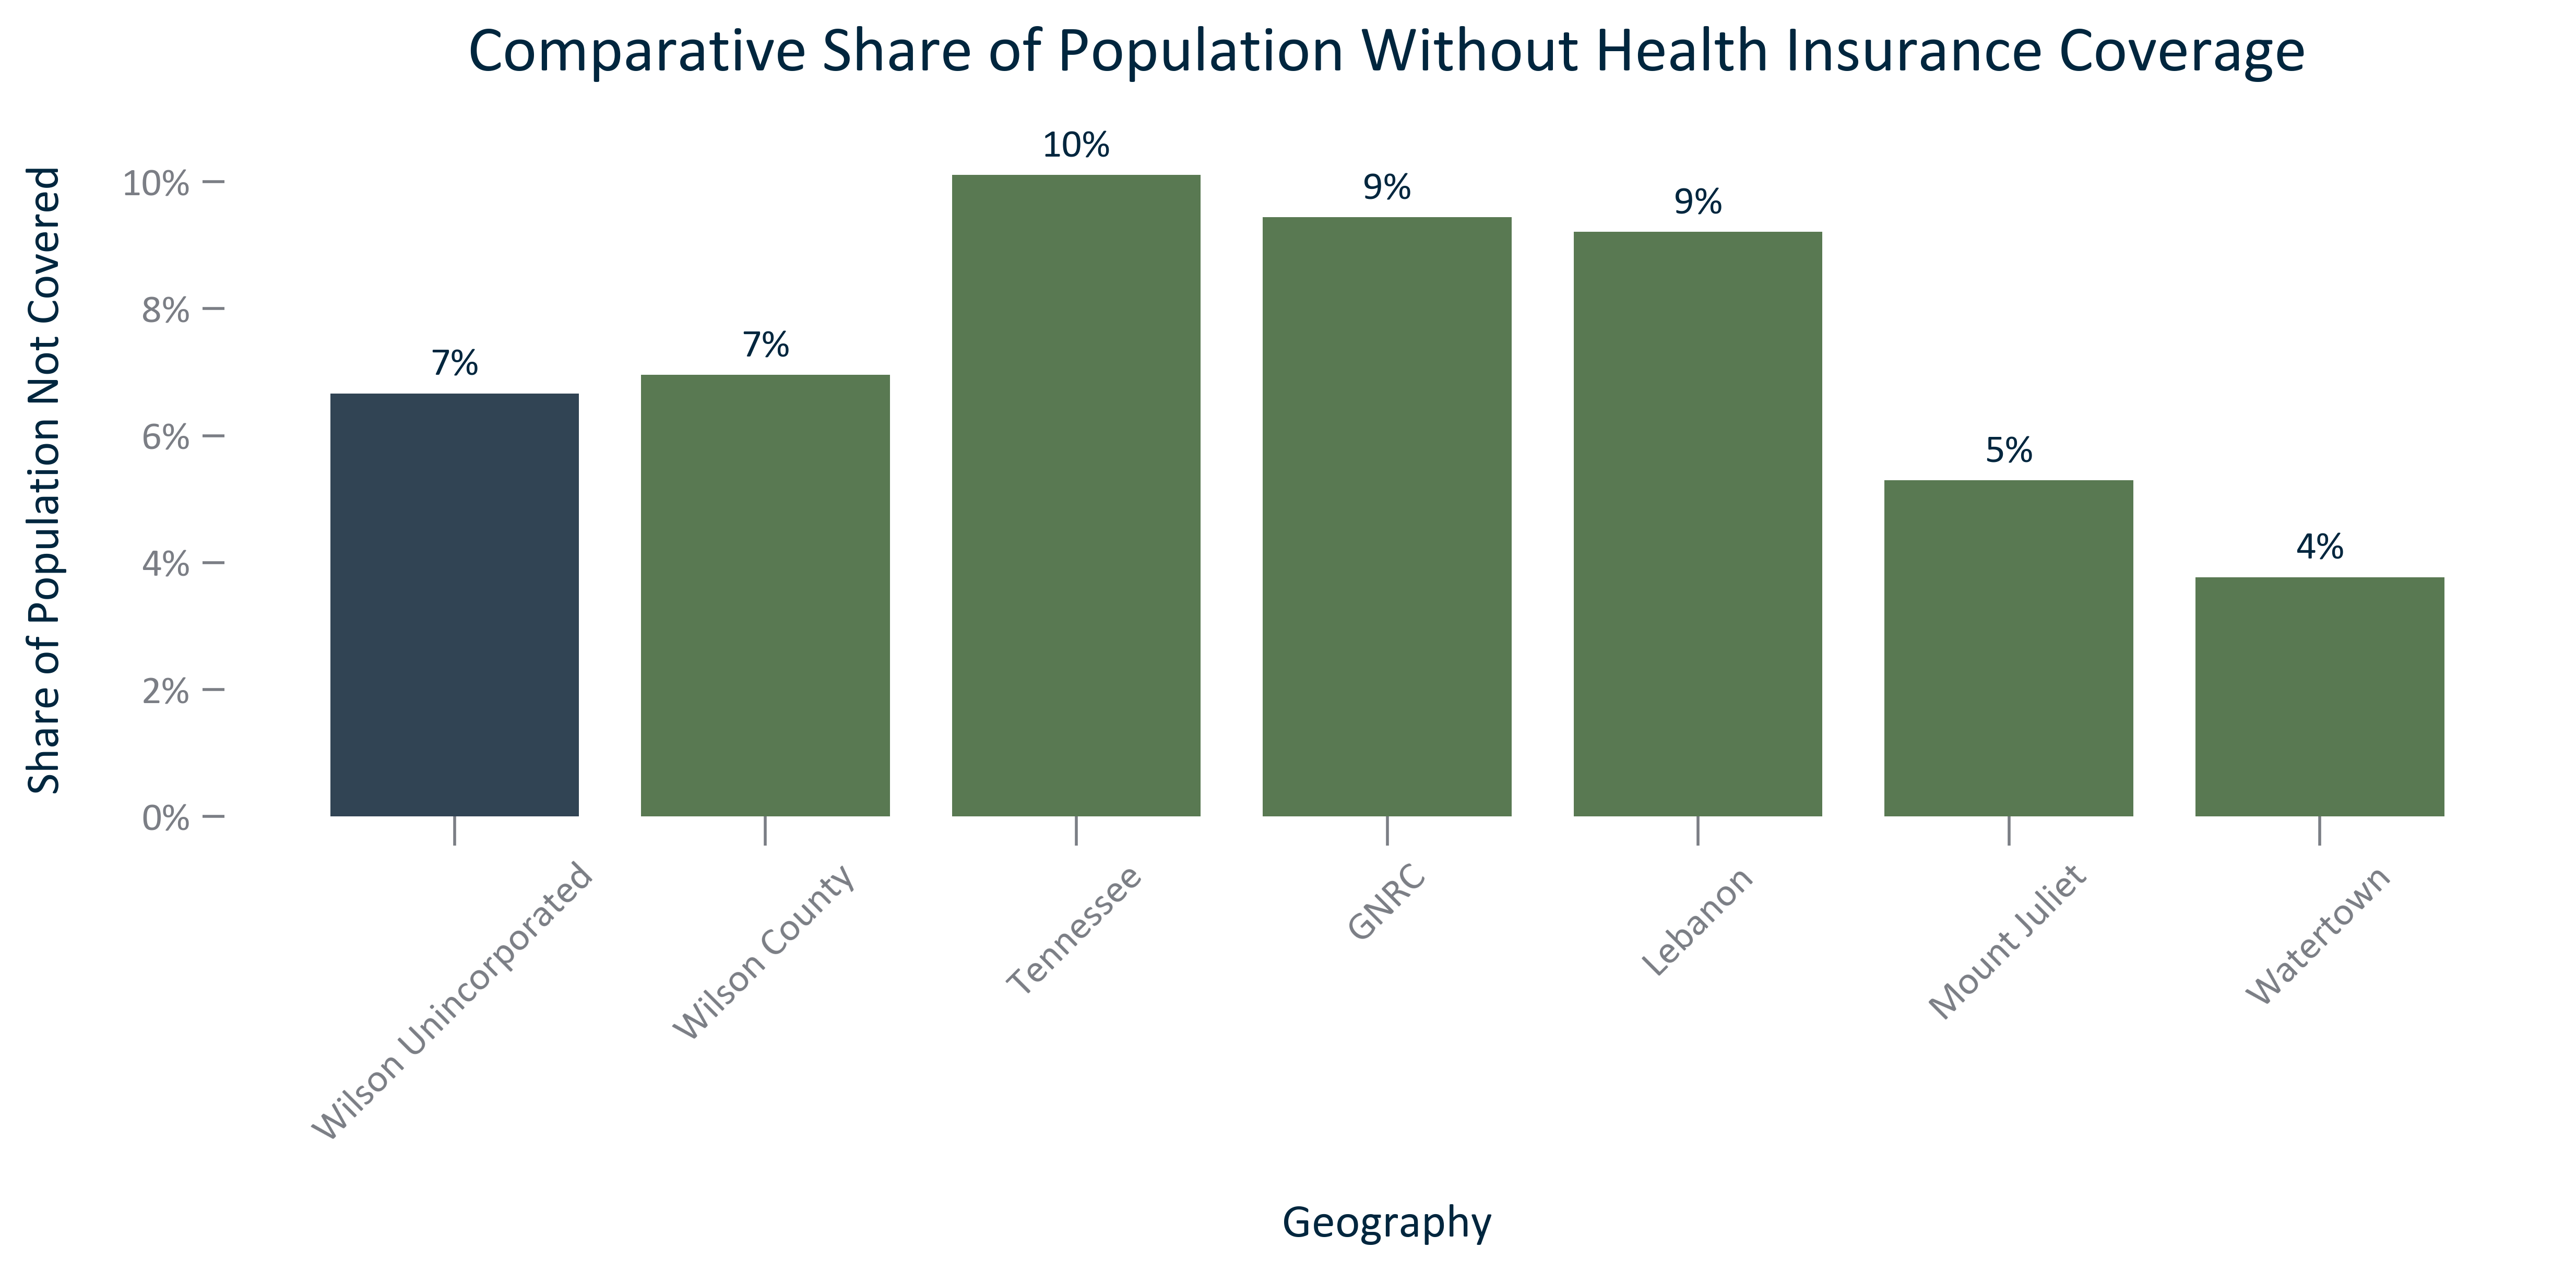 Comparative Share of Population Without Health Insurance Coverage
Share of Population Not Covered
10%
8%
6%
4%
2%
0%
7%
7%
10%
9%
9%
5%
4%
Wilson Unincorporated
Wilson County
Tennessee
GNRC
Lebanon
Mount Juliet
Watertown
Geography